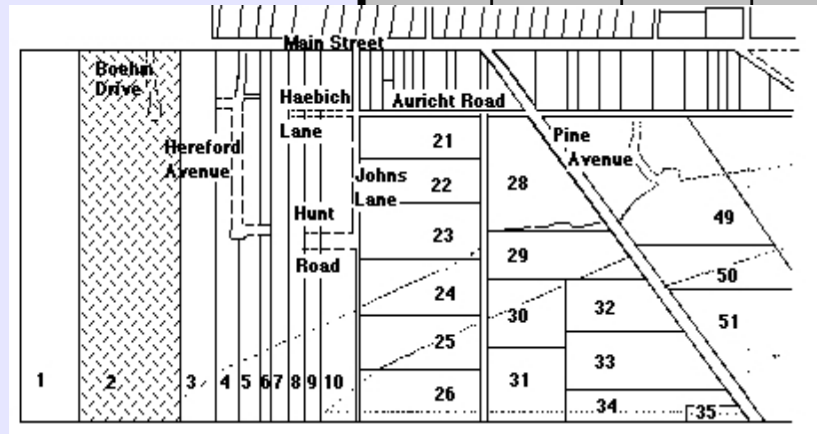 Main Street
Boehm
Drive
Haebich
Lane
Auricht Road
Hereford
Avenue
Pine
Avenue
Johns
Lane
Hunt
Road
21
22
23
24
25
26
28
29
30
31
32
33
34
35
49
50
51
1
2
3
4
5
6
7
8
9
10